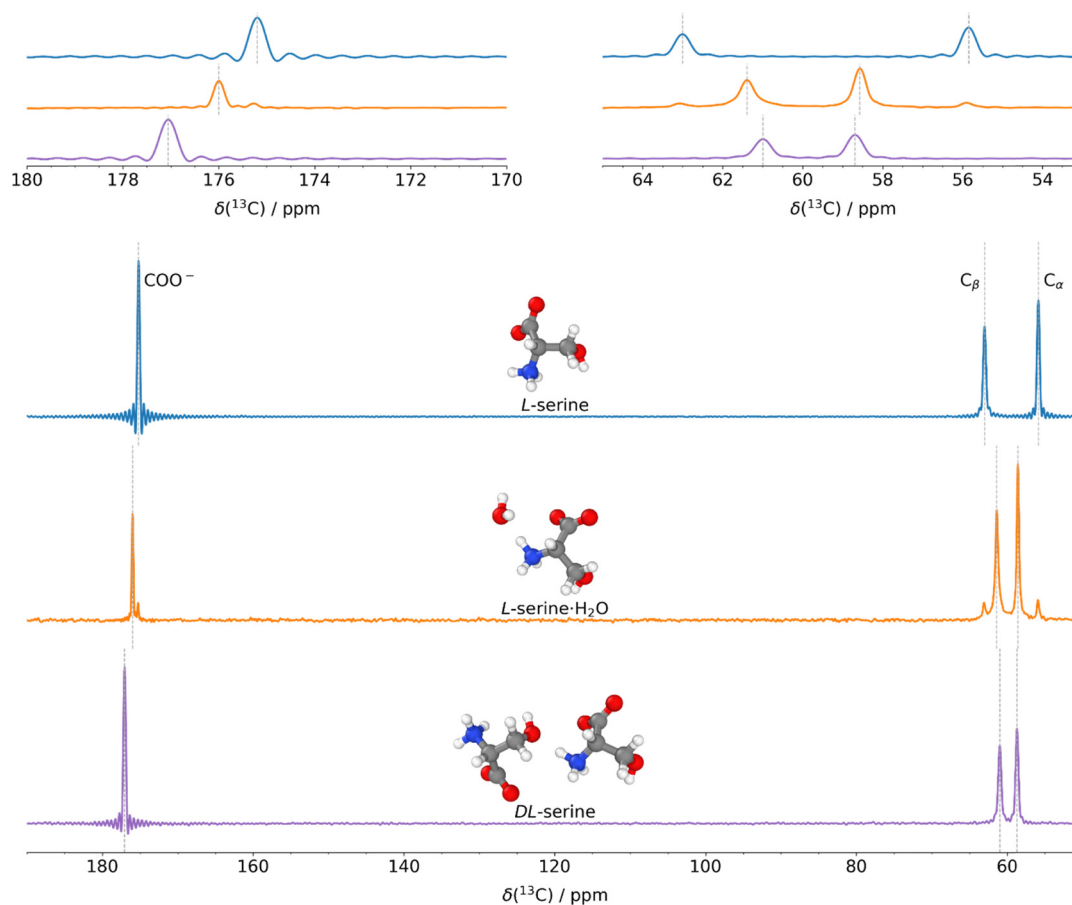 180 178 176 174 172 170
δ(¹³C) / ppm
64 62 60 58 56 54
δ(¹³C) / ppm
COO⁻
C_β
C_α
L-serine
L-serine·H₂O
DL-serine
180 160 140 120 100 80 60
δ(¹³C) / ppm